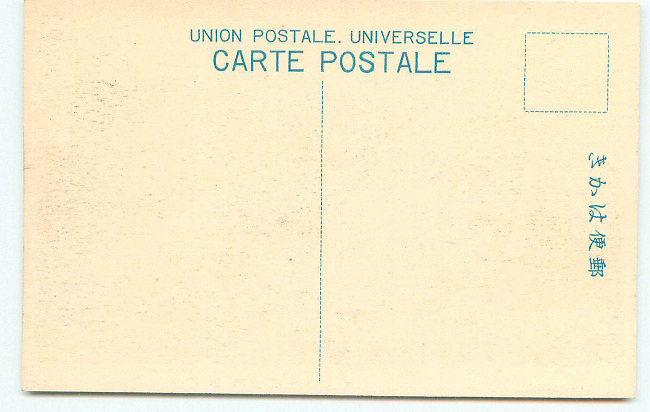 UNION POSTALE. UNIVERSELLE
CARTE POSTALE
きかは便郵